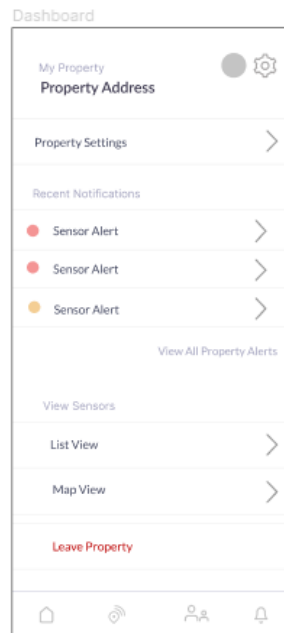 Dashboard
My Property
Property Address
Property Settings
Recent Notifications
Sensor Alert
Sensor Alert
Sensor Alert
View All Property Alerts
View Sensors
List View
Map View
Leave Property